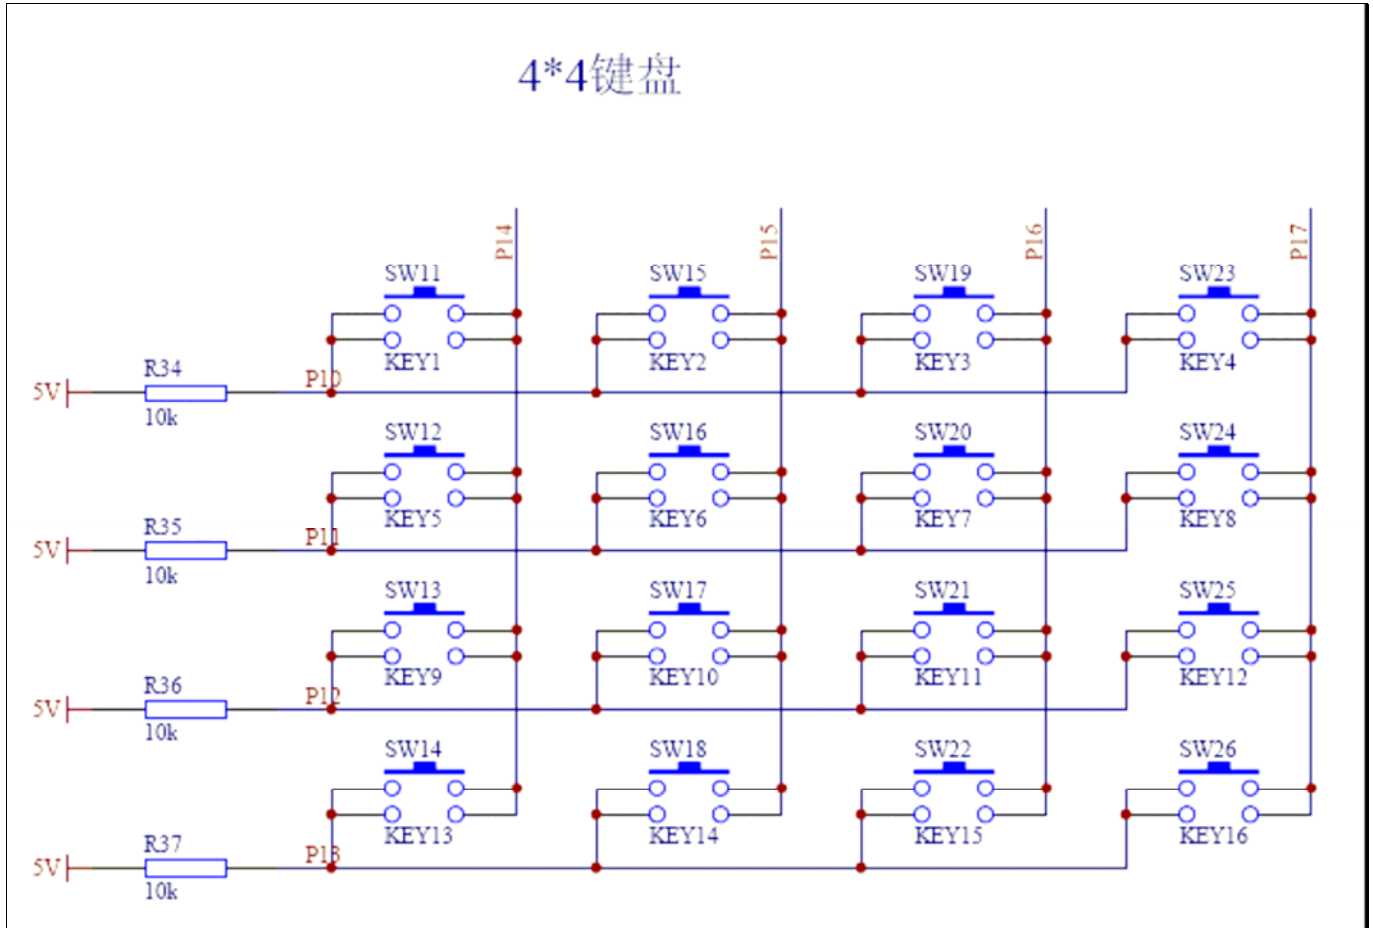 4*4键盘
P14 P15 P16 P17
SW11 SW15 SW19 SW23
KEY1 KEY2 KEY3 KEY4
R34
5V P10
10k
SW12 SW16 SW20 SW24
KEY5 KEY6 KEY7 KEY8
R35
5V P11
10k
SW13 SW17 SW21 SW25
KEY9 KEY10 KEY11 KEY12
R36
5V P12
10k
SW14 SW18 SW22 SW26
KEY13 KEY14 KEY15 KEY16
R37
5V P13
10k